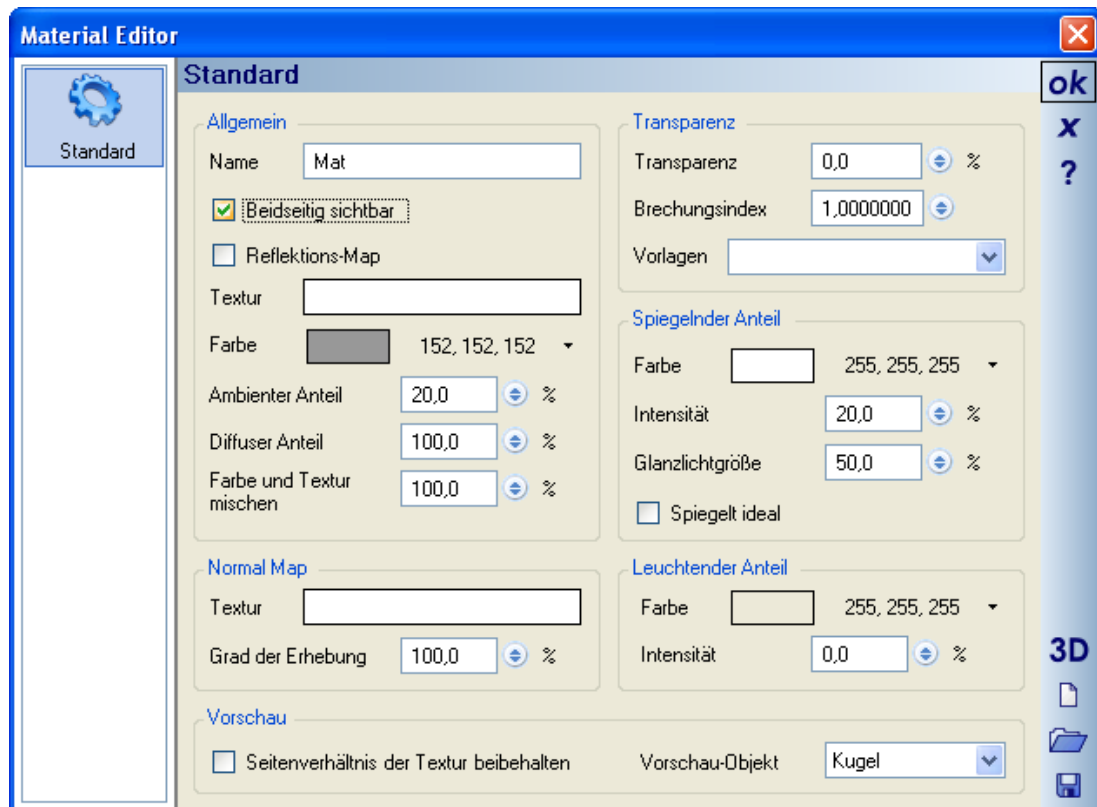 Material Editor
Standard
Standard
ok
x
?
Allgemein
Name Mat
Beidseitig sichtbar
Reflektions-Map
Textur
Farbe 152, 152, 152
Ambienter Anteil 20,0 %
Diffuser Anteil 100,0 %
Farbe und Textur
mischen 100,0 %
Transparenz
Transparenz 0,0 %
Brechungsindex 1,0000000
Vorlagen
Spiegelnder Anteil
Farbe 255, 255, 255
Intensität 20,0 %
Glanzlichtgröße 50,0 %
Spiegelt ideal
Normal Map
Textur
Grad der Erhebung 100,0 %
Leuchtender Anteil
Farbe 255, 255, 255
Intensität 0,0 %
3D
Vorschau
Seitenverhältnis der Textur beibehalten
Vorschau-Objekt Kugel